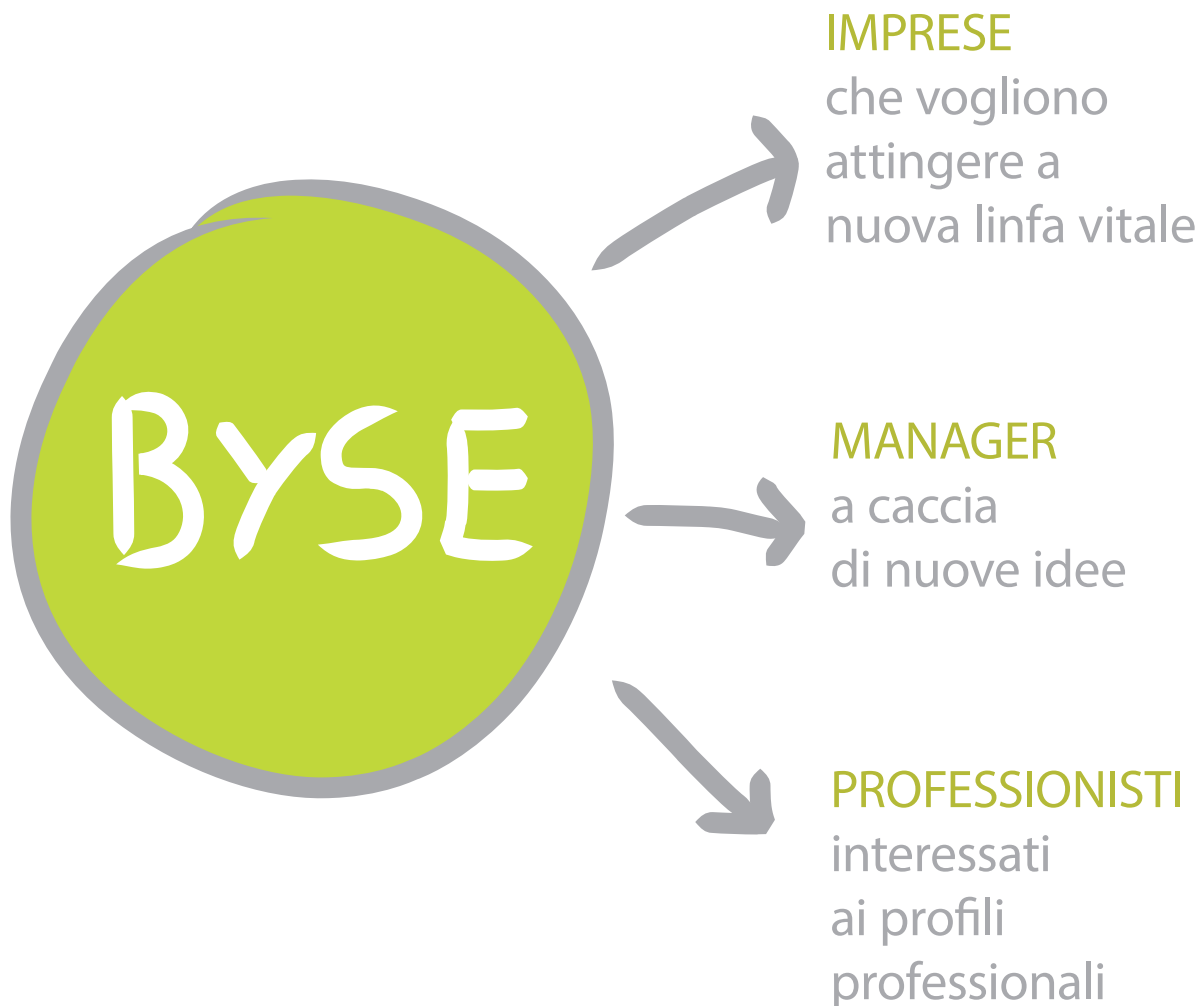 BYSE
IMPRESE
che vogliono
attingere a
nuova linfa vitale
MANAGER
a caccia
di nuove idee
PROFESSIONISTI
interessati
ai profili
professionali